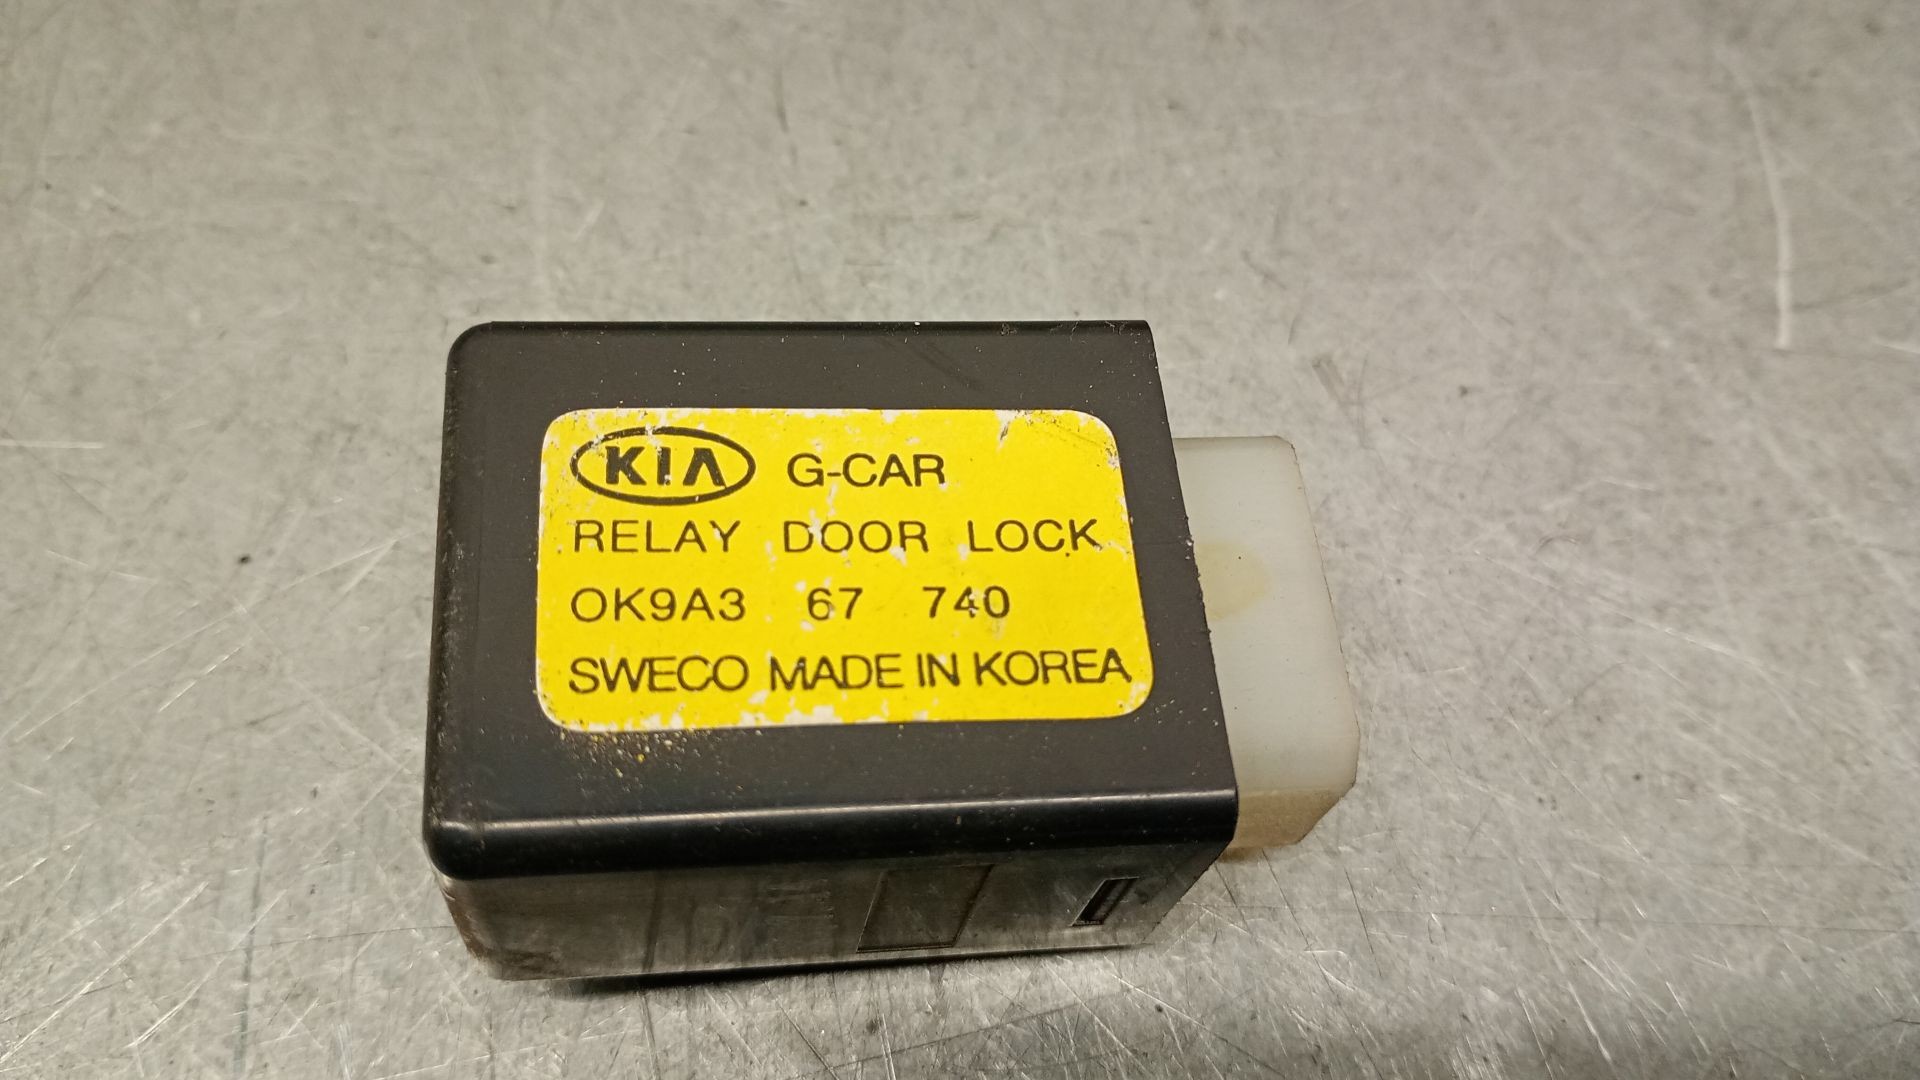 KIA G-CAR
RELAY DOOR LOCK
OK9A3 67 740
SWECO MADE IN KOREA